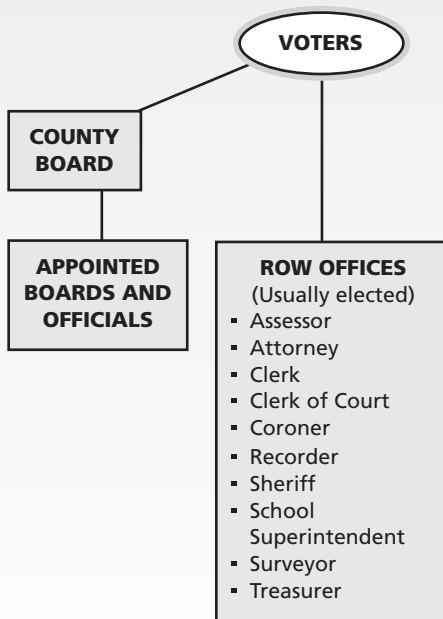 VOTERS
COUNTY
BOARD
APPOINTED
BOARDS AND
OFFICIALS
ROW OFFICES
(Usually elected)
▪ Assessor
▪ Attorney
▪ Clerk
▪ Clerk of Court
▪ Coroner
▪ Recorder
▪ Sheriff
▪ School
Superintendent
▪ Surveyor
▪ Treasurer